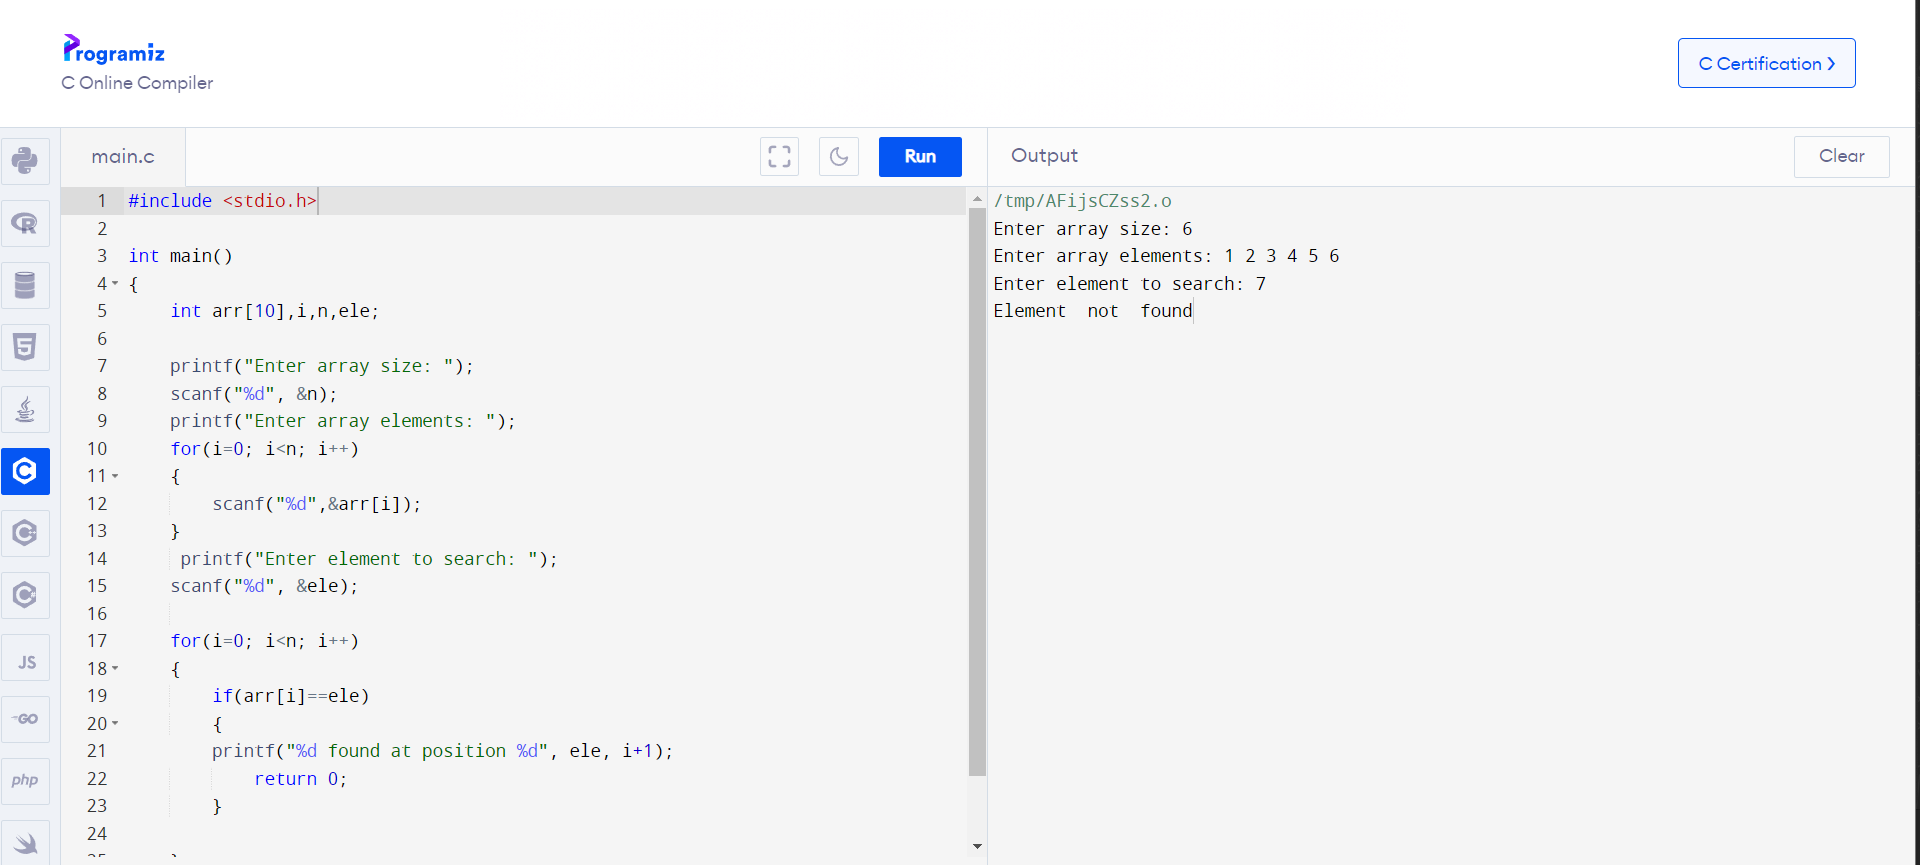 Programiz
C Online Compiler
C Certification ❯
main.c
Run
Output
Clear
1 #include <stdio.h>
2
3 int main()
4 {
5     int arr[10],i,n,ele;
6
7     printf("Enter array size: ");
8     scanf("%d", &n);
9     printf("Enter array elements: ");
10     for(i=0; i<n; i++)
11     {
12         scanf("%d",&arr[i]);
13     }
14      printf("Enter element to search: ");
15     scanf("%d", &ele);
16
17     for(i=0; i<n; i++)
18     {
19         if(arr[i]==ele)
20         {
21         printf("%d found at position %d", ele, i+1);
22             return 0;
23         }
24
/tmp/AFijsCZss2.o
Enter array size: 6
Enter array elements: 1 2 3 4 5 6
Enter element to search: 7
Element  not  found
R
5
C
C++
C#
JS
GO
php